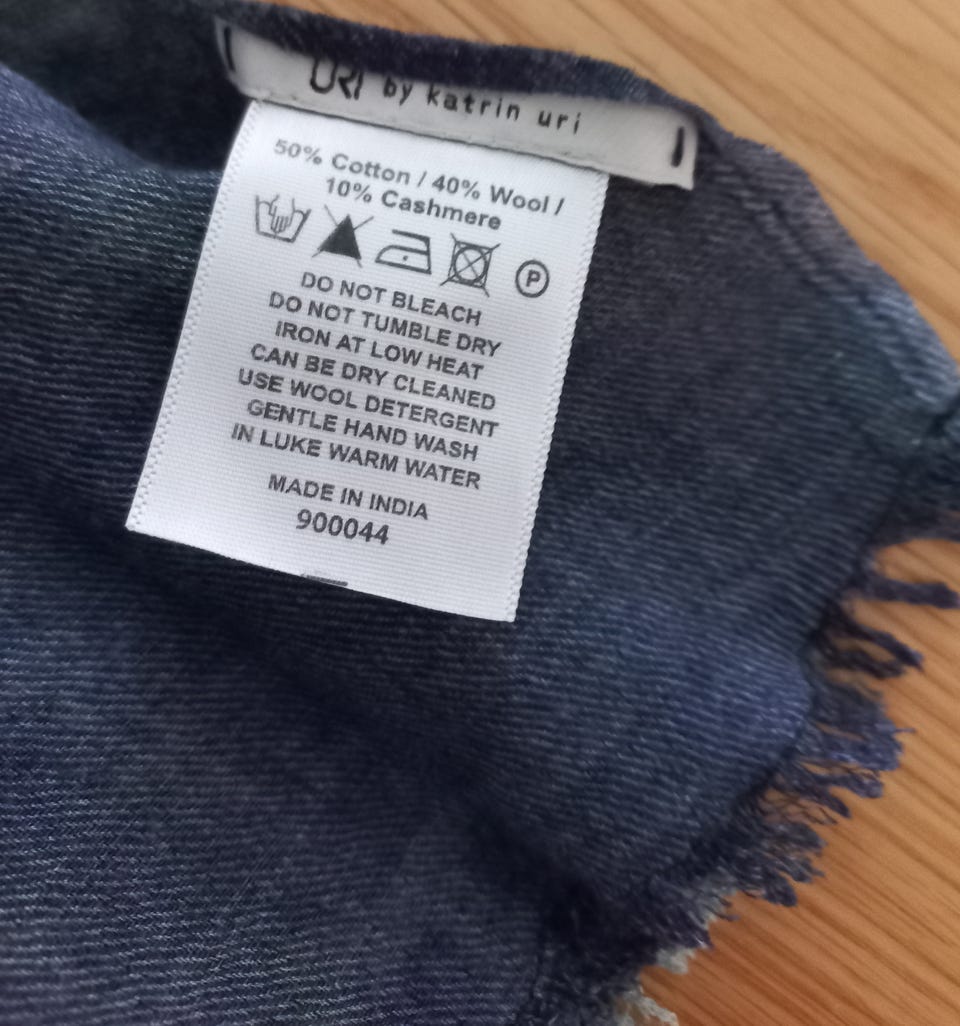 URI by katrin uri
50% Cotton / 40% Wool /
10% Cashmere
P
DO NOT BLEACH
DO NOT TUMBLE DRY
IRON AT LOW HEAT
CAN BE DRY CLEANED
USE WOOL DETERGENT
GENTLE HAND WASH
IN LUKE WARM WATER
MADE IN INDIA
900044